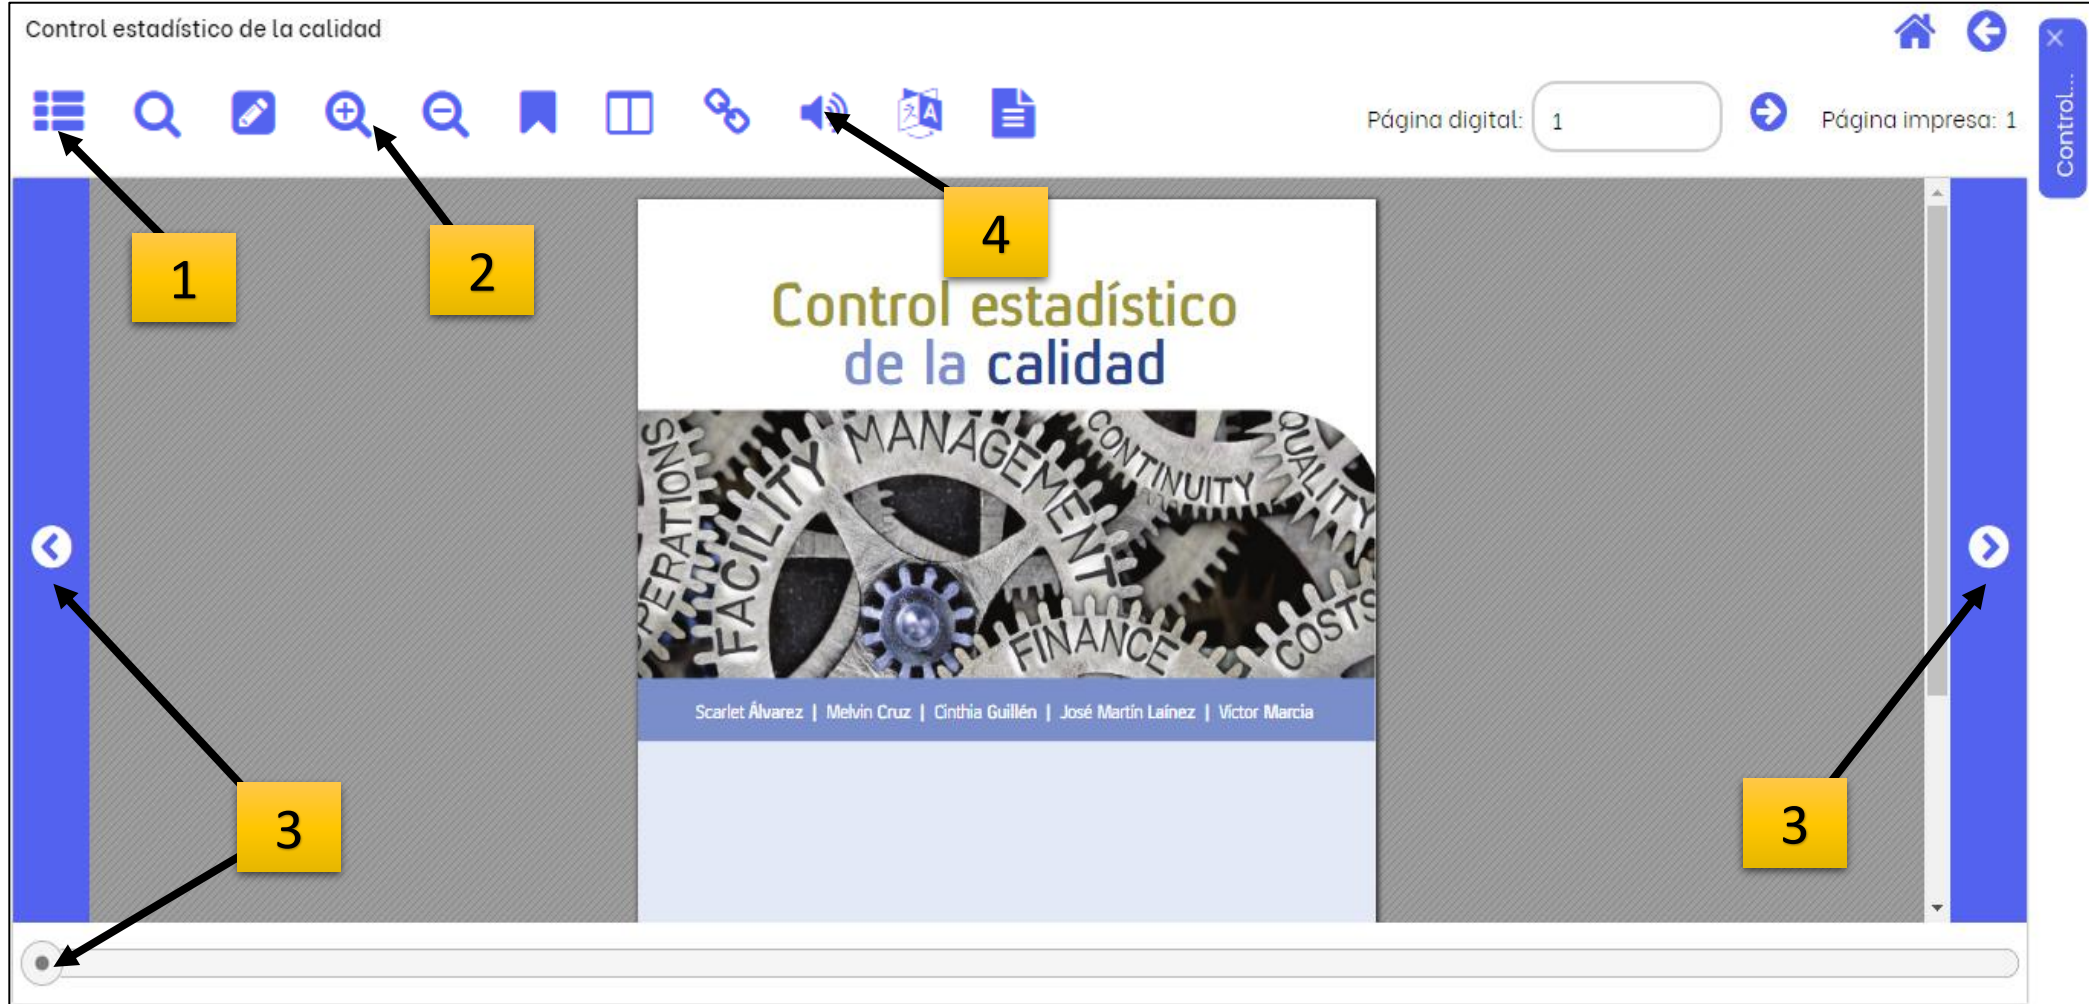 Control estadístico de la calidad
Control...
Página digital: 1
Página impresa: 1
A
1
2
4
Control estadístico
de la calidad
OPERATIONS
FACILITY MANAGEMENT
CONTINUITY
QUALITY
FINANCE
COSTS
Scarlet Álvarez | Melvin Cruz | Cinthia Guillén | José Martín Laínez | Victor Marcia
3
3